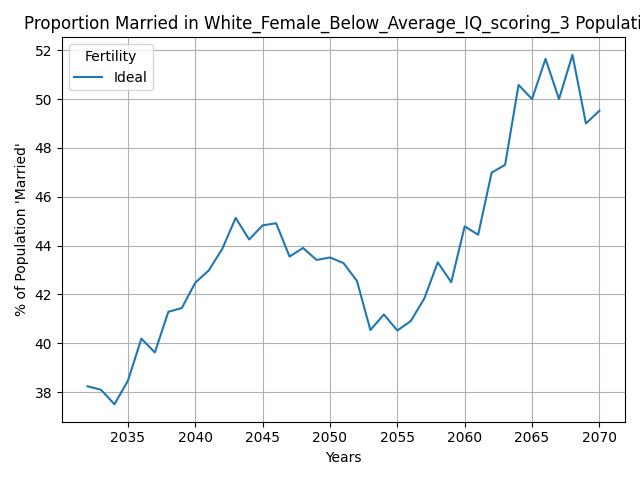 Proportion Married in White_Female_Below_Average_IQ_scoring_3 Populati
Fertility
Ideal
52
50
48
46
44
42
40
38
% of Population 'Married'
2035 2040 2045 2050 2055 2060 2065 2070
Years